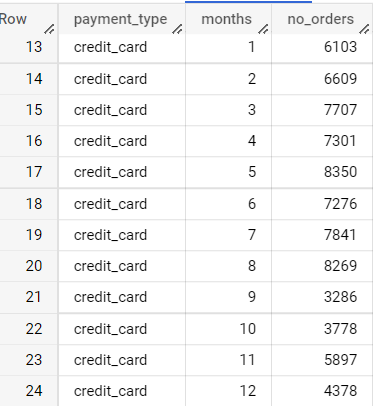 Row payment_type months no_orders
13 credit_card 1 6103
14 credit_card 2 6609
15 credit_card 3 7707
16 credit_card 4 7301
17 credit_card 5 8350
18 credit_card 6 7276
19 credit_card 7 7841
20 credit_card 8 8269
21 credit_card 9 3286
22 credit_card 10 3778
23 credit_card 11 5897
24 credit_card 12 4378